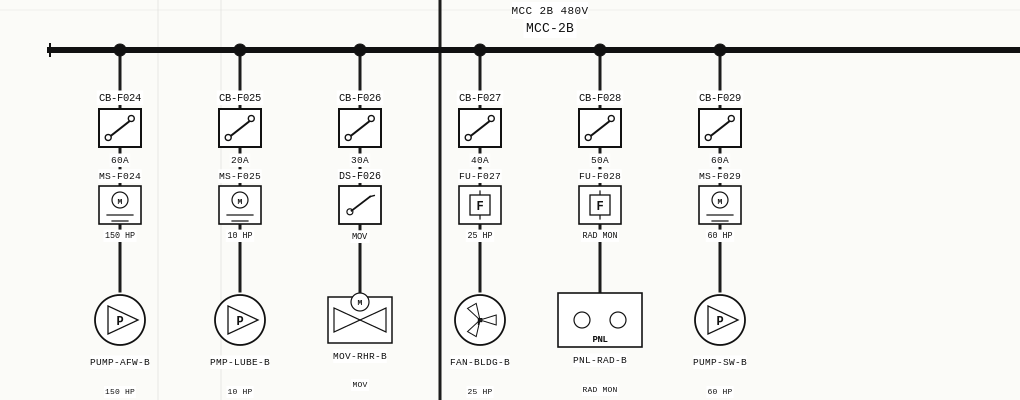 MCC 2B 480V
MCC-2B
CB-F024 CB-F025 CB-F026 CB-F027 CB-F028 CB-F029
60A 20A 30A 40A 50A 60A
MS-F024 MS-F025 DS-F026 FU-F027 FU-F028 MS-F029
M M F F M
150 HP 10 HP MOV 25 HP RAD MON 60 HP
M
P P P
PNL
PUMP-AFW-B PMP-LUBE-B MOV-RHR-B FAN-BLDG-B PNL-RAD-B PUMP-SW-B
150 HP 10 HP MOV 25 HP RAD MON 60 HP